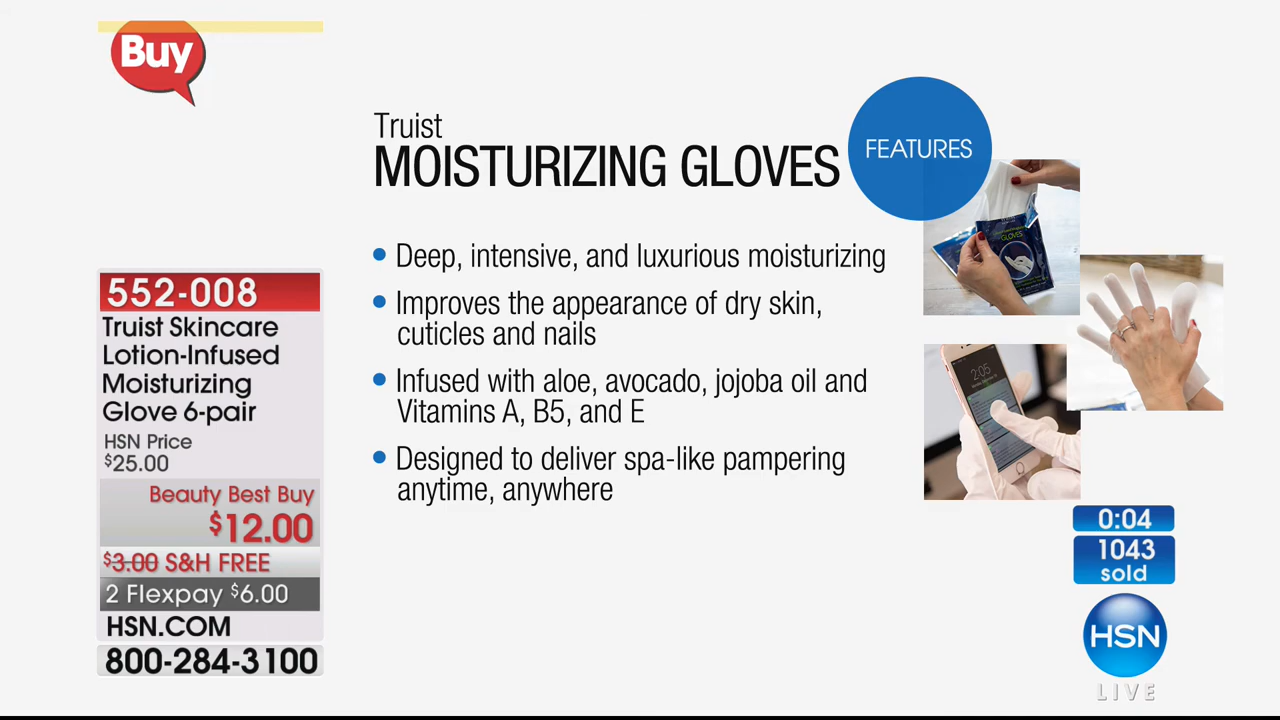 Buy
Truist
MOISTURIZING GLOVES
FEATURES
• Deep, intensive, and luxurious moisturizing
• Improves the appearance of dry skin,
cuticles and nails
• Infused with aloe, avocado, jojoba oil and
Vitamins A, B5, and E
• Designed to deliver spa-like pampering
anytime, anywhere
552-008
Truist Skincare
Lotion-Infused
Moisturizing
Glove 6-pair
HSN Price
$25.00
Beauty Best Buy
$12.00
$3.00 S&H FREE
2 Flexpay $6.00
HSN.COM
800-284-3100
GLOVES
2:05
0:04
1043
sold
HSN
LIVE